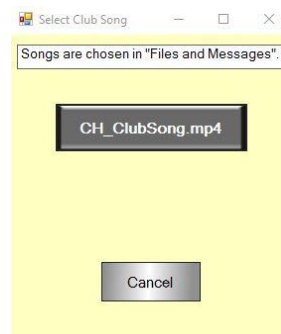 Select Club Song
Songs are chosen in "Files and Messages".
CH_ClubSong.mp4
Cancel